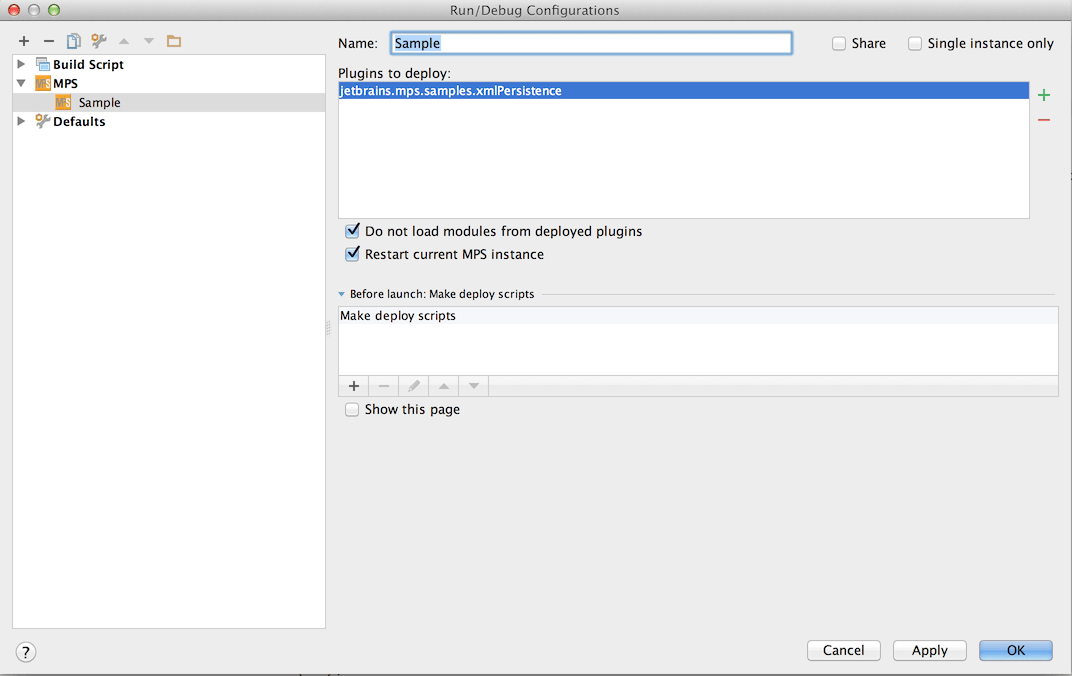 Run/Debug Configurations
Name: Sample
Share
Single instance only
Build Script
MPS
Sample
Defaults
Plugins to deploy:
jetbrains.mps.samples.xmlPersistence
Do not load modules from deployed plugins
Restart current MPS instance
Before launch: Make deploy scripts
Make deploy scripts
Show this page
?
Cancel
Apply
OK